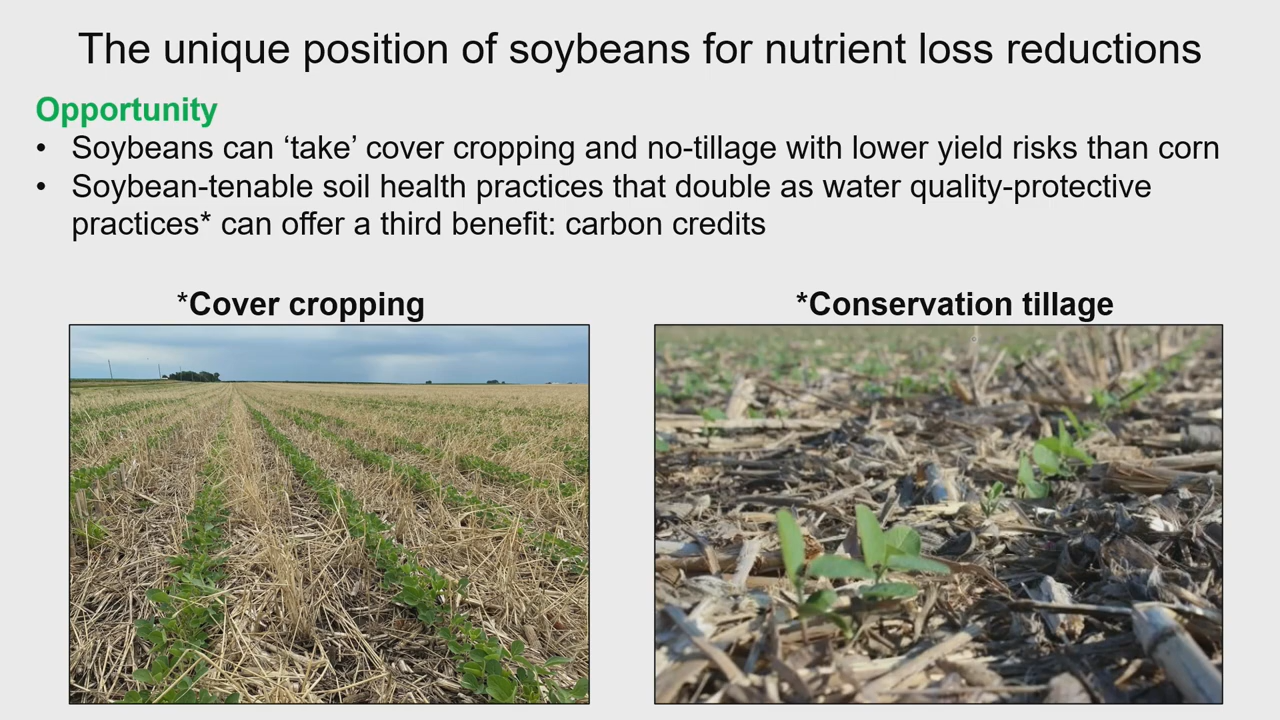 The unique position of soybeans for nutrient loss reductions
Opportunity
• Soybeans can ‘take’ cover cropping and no-tillage with lower yield risks than corn
• Soybean-tenable soil health practices that double as water quality-protective
practices* can offer a third benefit: carbon credits
*Cover cropping
*Conservation tillage